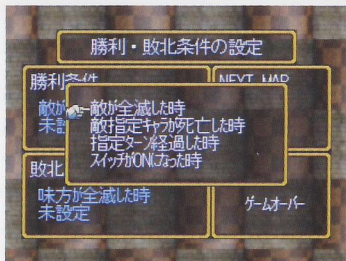 勝利・敗北条件の設定
勝利条件
NEXT MAP
敵が
未設
敵が全滅した時
敵指定キャラが死亡した時
指定ターン経過した時
スイッチがONになった時
敗北
味方が全滅した時
未設定
ゲームオーバー